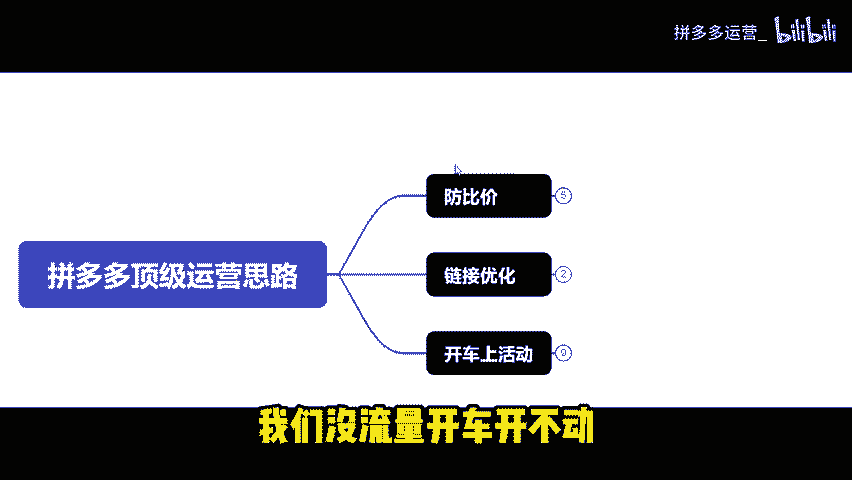 拼多多运营_ bilibili
防比价 5
拼多多顶级运营思路
链接优化 2
开车上活动 9
我们没流量开车开不动